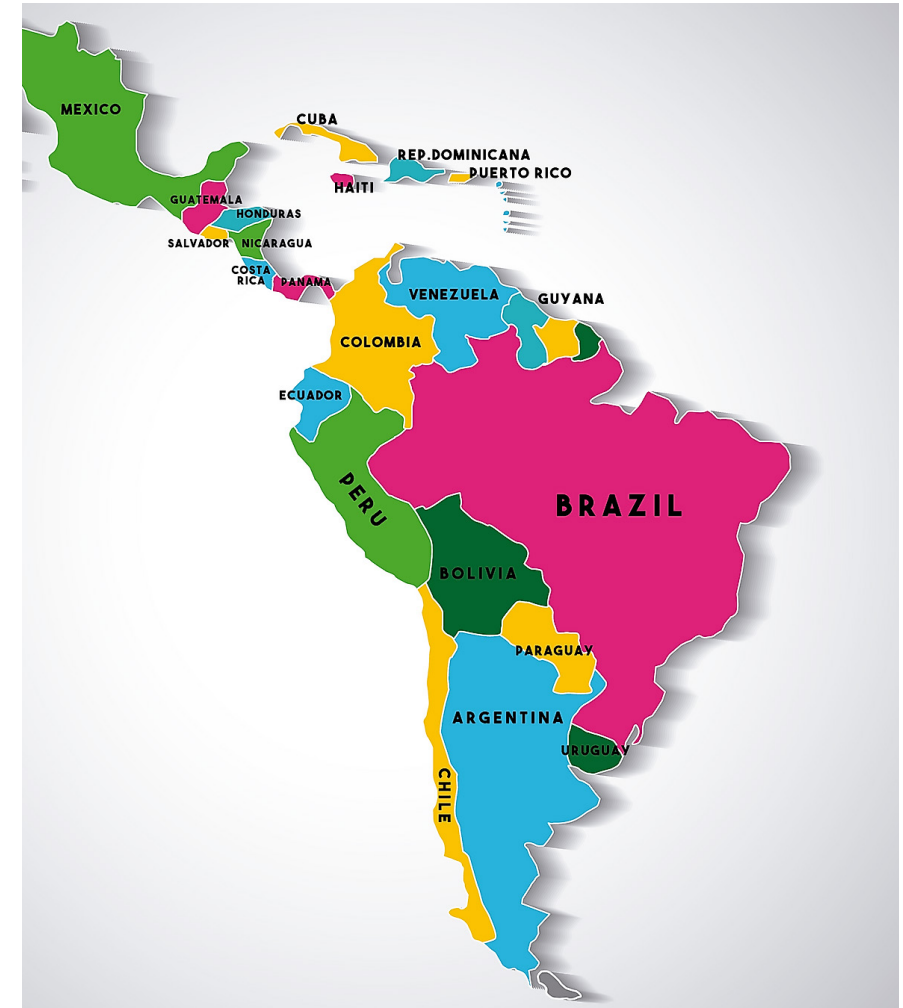 MEXICO
CUBA
REP.DOMINICANA
PUERTO RICO
HAITI
GUATEMALA
HONDURAS
SALVADOR
NICARAGUA
COSTA
RICA
PANAMA
VENEZUELA
GUYANA
COLOMBIA
ECUADOR
PERU
BRAZIL
BOLIVIA
PARAGUAY
ARGENTINA
URUGUAY
CHILE